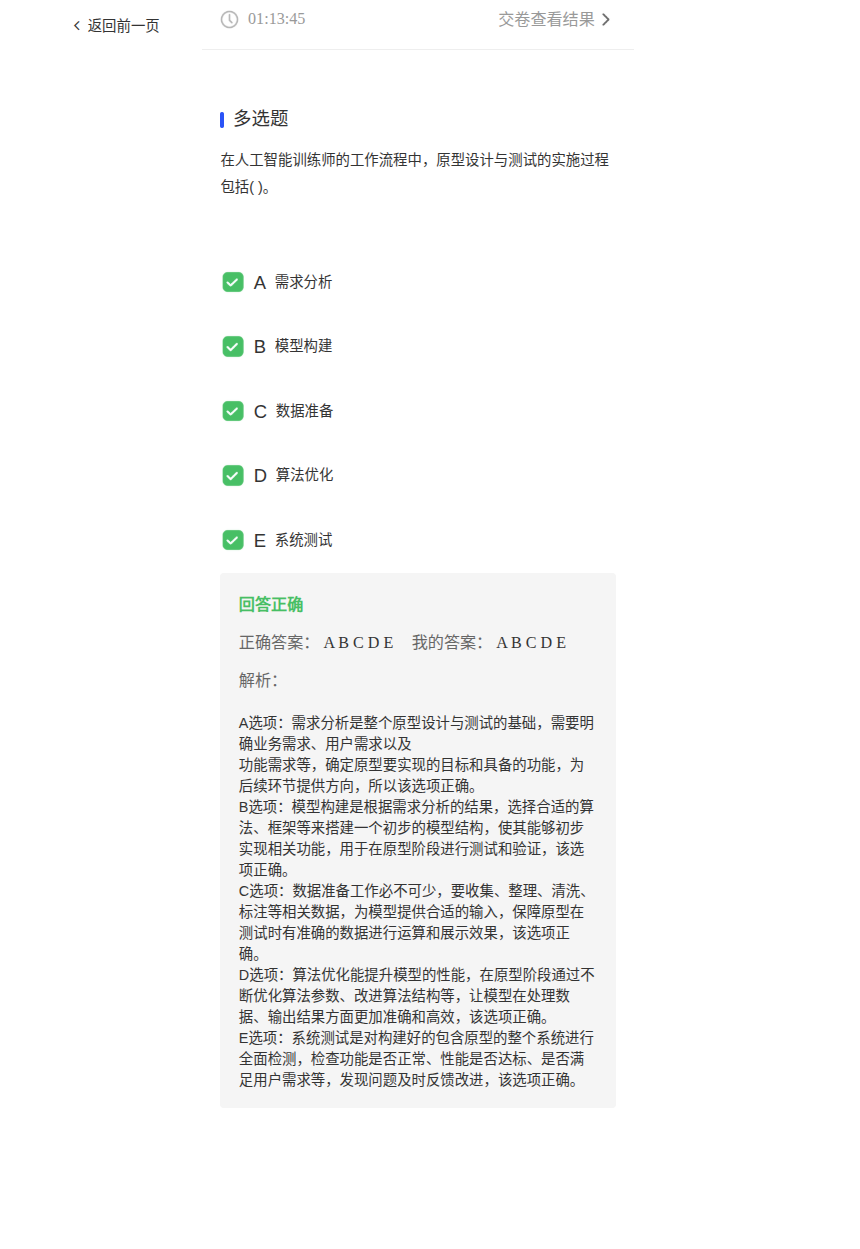 返回前一页
01:13:45 交卷查看结果
多选题
在人工智能训练师的工作流程中，原型设计与测试的实施过程
包括( )。
A 需求分析
B 模型构建
C 数据准备
D 算法优化
E 系统测试
回答正确
正确答案： A B C D E 我的答案： A B C D E
解析：
A选项：需求分析是整个原型设计与测试的基础，需要明
确业务需求、用户需求以及
功能需求等，确定原型要实现的目标和具备的功能，为
后续环节提供方向，所以该选项正确。
B选项：模型构建是根据需求分析的结果，选择合适的算
法、框架等来搭建一个初步的模型结构，使其能够初步
实现相关功能，用于在原型阶段进行测试和验证，该选
项正确。
C选项：数据准备工作必不可少，要收集、整理、清洗、
标注等相关数据，为模型提供合适的输入，保障原型在
测试时有准确的数据进行运算和展示效果，该选项正
确。
D选项：算法优化能提升模型的性能，在原型阶段通过不
断优化算法参数、改进算法结构等，让模型在处理数
据、输出结果方面更加准确和高效，该选项正确。
E选项：系统测试是对构建好的包含原型的整个系统进行
全面检测，检查功能是否正常、性能是否达标、是否满
足用户需求等，发现问题及时反馈改进，该选项正确。